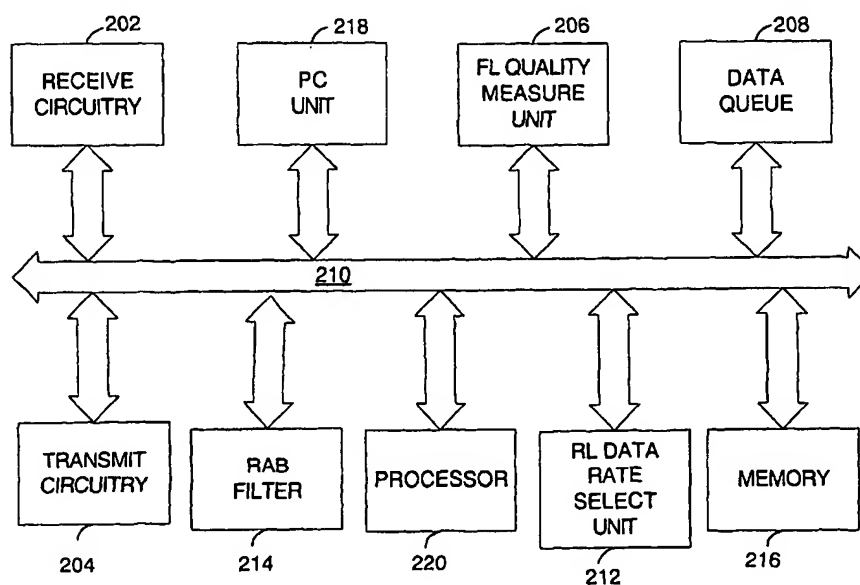 202
218
206
208
RECEIVE
CIRCUITRY
PC
UNIT
FL QUALITY
MEASURE
UNIT
DATA
QUEUE
210
TRANSMIT
CIRCUITRY
RAB
FILTER
PROCESSOR
RL DATA
RATE
SELECT
UNIT
MEMORY
204
214
220
212
216